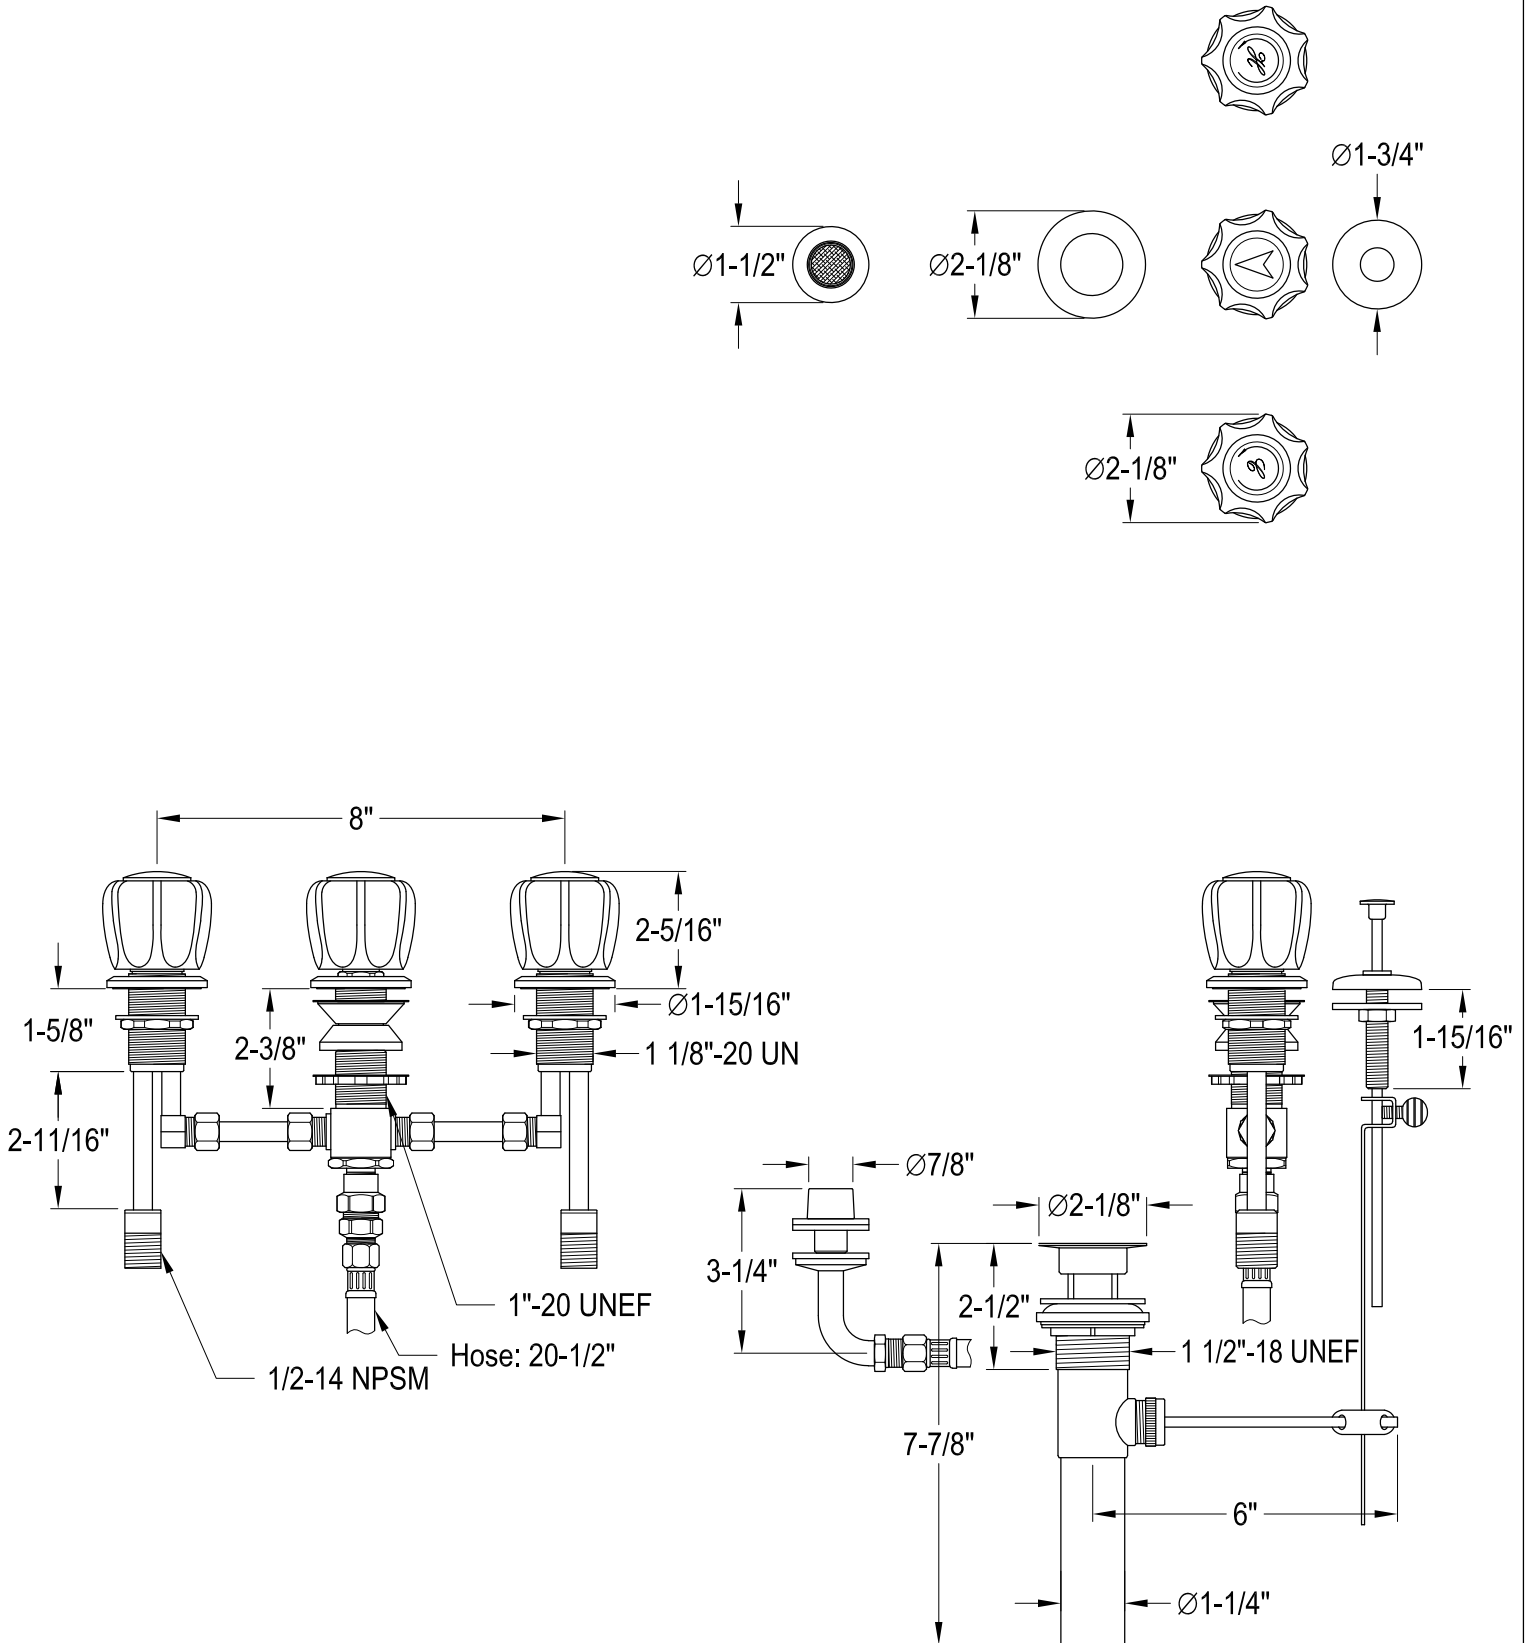 H
Ø1-3/4"
Ø1-1/2"
Ø2-1/8"
Ø2-1/8"
C
8"
2-5/16"
Ø1-15/16"
1-5/8"
2-3/8"
1 1/8"-20 UN
1-15/16"
2-11/16"
Ø7/8"
Ø2-1/8"
3-1/4"
2-1/2"
1"-20 UNEF
Hose: 20-1/2"
1 1/2"-18 UNEF
1/2-14 NPSM
7-7/8"
6"
Ø1-1/4"